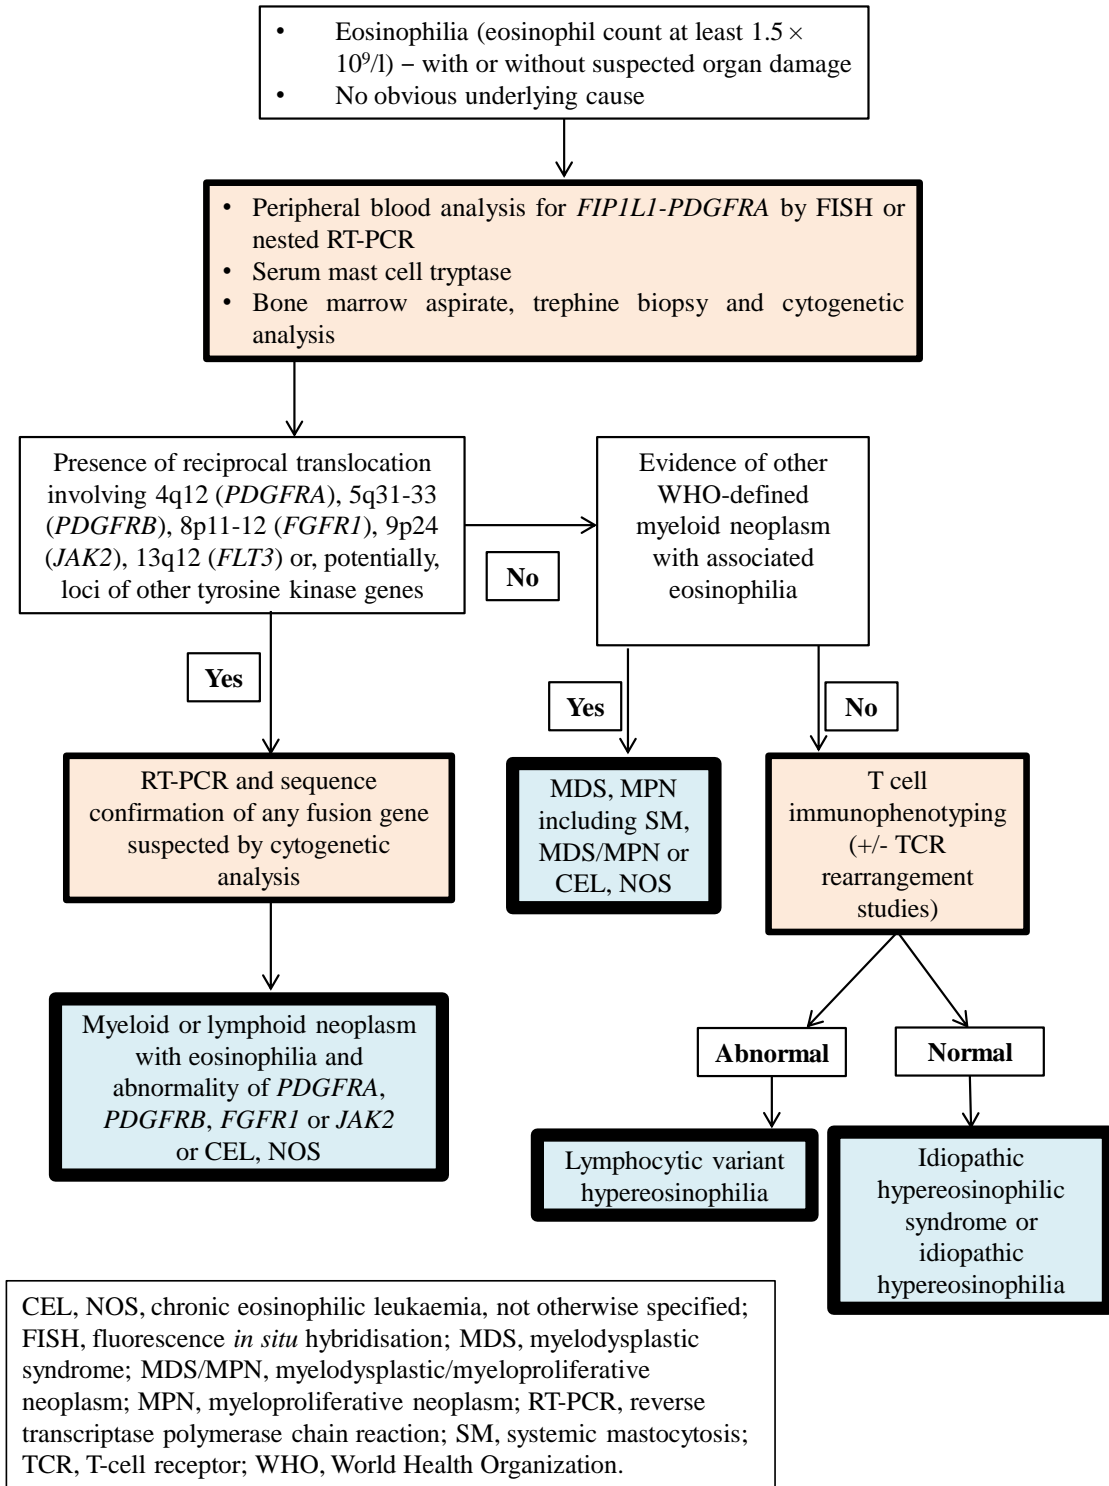 • Eosinophilia (eosinophil count at least 1.5 ×
10⁹/l) – with or without suspected organ damage
• No obvious underlying cause
• Peripheral blood analysis for FIP1L1-PDGFRA by FISH or
nested RT-PCR
• Serum mast cell tryptase
• Bone marrow aspirate, trephine biopsy and cytogenetic
analysis
Presence of reciprocal translocation
involving 4q12 (PDGFRA), 5q31-33
(PDGFRB), 8p11-12 (FGFR1), 9p24
(JAK2), 13q12 (FLT3) or, potentially,
loci of other tyrosine kinase genes
No
Evidence of other
WHO-defined
myeloid neoplasm
with associated
eosinophilia
Yes
Yes
No
RT-PCR and sequence
confirmation of any fusion gene
suspected by cytogenetic
analysis
MDS, MPN
including SM,
MDS/MPN or
CEL, NOS
T cell
immunophenotyping
(+/- TCR
rearrangement
studies)
Myeloid or lymphoid neoplasm
with eosinophilia and
abnormality of PDGFRA,
PDGFRB, FGFR1 or JAK2
or CEL, NOS
Abnormal
Normal
Lymphocytic variant
hypereosinophilia
Idiopathic
hypereosinophilic
syndrome or
idiopathic
hypereosinophilia
CEL, NOS, chronic eosinophilic leukaemia, not otherwise specified;
FISH, fluorescence in situ hybridisation; MDS, myelodysplastic
syndrome; MDS/MPN, myelodysplastic/myeloproliferative
neoplasm; MPN, myeloproliferative neoplasm; RT-PCR, reverse
transcriptase polymerase chain reaction; SM, systemic mastocytosis;
TCR, T-cell receptor; WHO, World Health Organization.